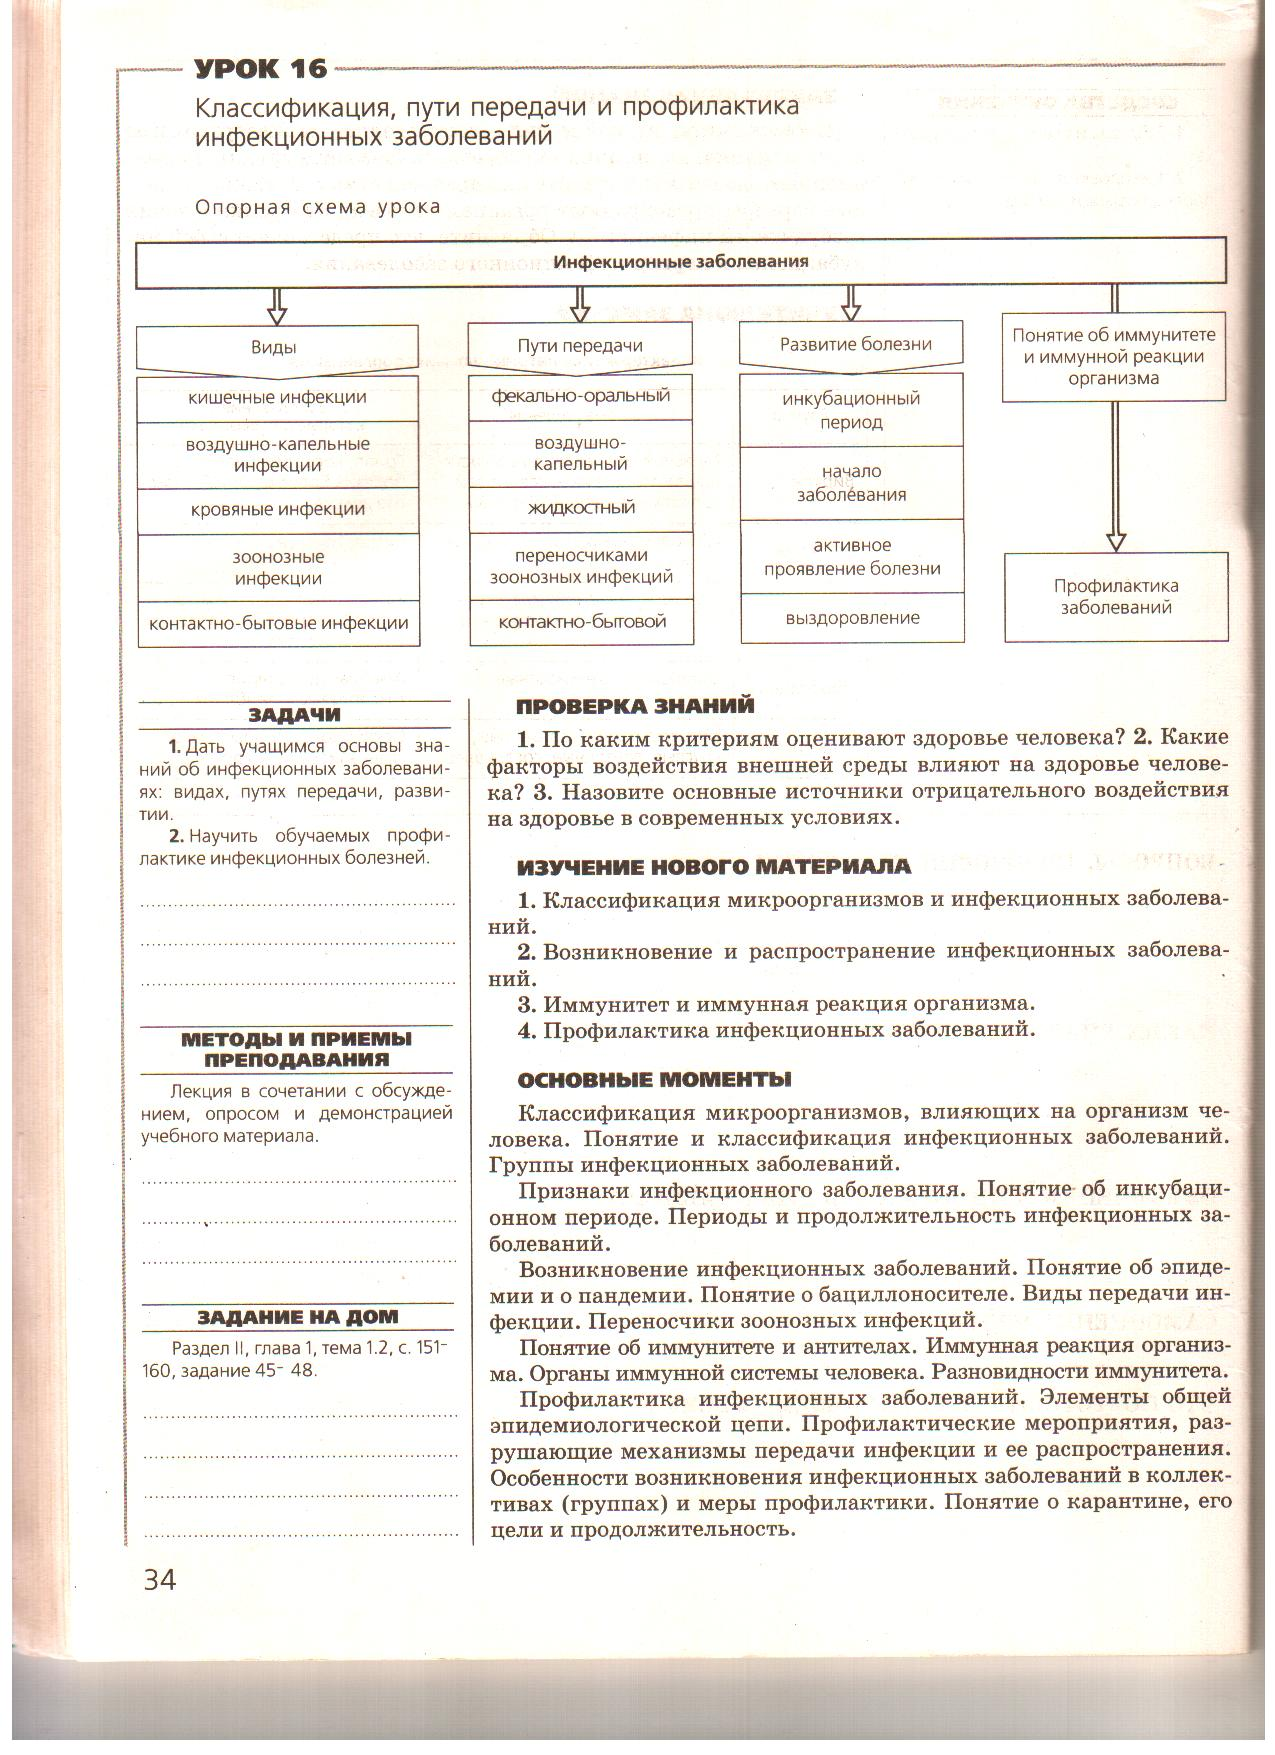 УРОК 16
Классификация, пути передачи и профилактика
инфекционных заболеваний
Опорная схема урока
Инфекционные заболевания
Виды
кишечные инфекции
воздушно-капельные
инфекции
кровяные инфекции
зоонозные
инфекции
контактно-бытовые инфекции
Пути передачи
фекально-оральный
воздушно-
капельный
жидкостный
переносчиками
зоонозных инфекций
контактно-бытовой
Развитие болезни
инкубационный
период
начало
заболевания
активное
проявление болезни
выздоровление
Понятие об иммунитете
и иммунной реакции
организма
Профилактика
заболеваний
ЗАДАЧИ
1. Дать учащимся основы зна-
ний об инфекционных заболевани-
ях: видах, путях передачи, разви-
тии.
2. Научить обучаемых профи-
лактике инфекционных болезней.
МЕТОДЫ И ПРИЕМЫ
ПРЕПОДАВАНИЯ
Лекция в сочетании с обсужде-
нием, опросом и демонстрацией
учебного материала.
ЗАДАНИЕ НА ДОМ
Раздел II, глава 1, тема 1.2, с. 151–
160, задание 45– 48.
ПРОВЕРКА ЗНАНИЙ
1. По каким критериям оценивают здоровье человека? 2. Какие
факторы воздействия внешней среды влияют на здоровье челове-
ка? 3. Назовите основные источники отрицательного воздействия
на здоровье в современных условиях.
ИЗУЧЕНИЕ НОВОГО МАТЕРИАЛА
1. Классификация микроорганизмов и инфекционных заболева-
ний.
2. Возникновение и распространение инфекционных заболева-
ний.
3. Иммунитет и иммунная реакция организма.
4. Профилактика инфекционных заболеваний.
ОСНОВНЫЕ МОМЕНТЫ
Классификация микроорганизмов, влияющих на организм че-
ловека. Понятие и классификация инфекционных заболеваний.
Группы инфекционных заболеваний.
Признаки инфекционного заболевания. Понятие об инкубаци-
онном периоде. Периоды и продолжительность инфекционных за-
болеваний.
Возникновение инфекционных заболеваний. Понятие об эпиде-
мии и о пандемии. Понятие о бациллоносителе. Виды передачи ин-
фекции. Переносчики зоонозных инфекций.
Понятие об иммунитете и антителах. Иммунная реакция организ-
ма. Органы иммунной системы человека. Разновидности иммунитета.
Профилактика инфекционных заболеваний. Элементы общей
эпидемиологической цепи. Профилактические мероприятия, раз-
рушающие механизмы передачи инфекции и ее распространения.
Особенности возникновения инфекционных заболеваний в коллек-
тивах (группах) и меры профилактики. Понятие о карантине, его
цели и продолжительность.
34